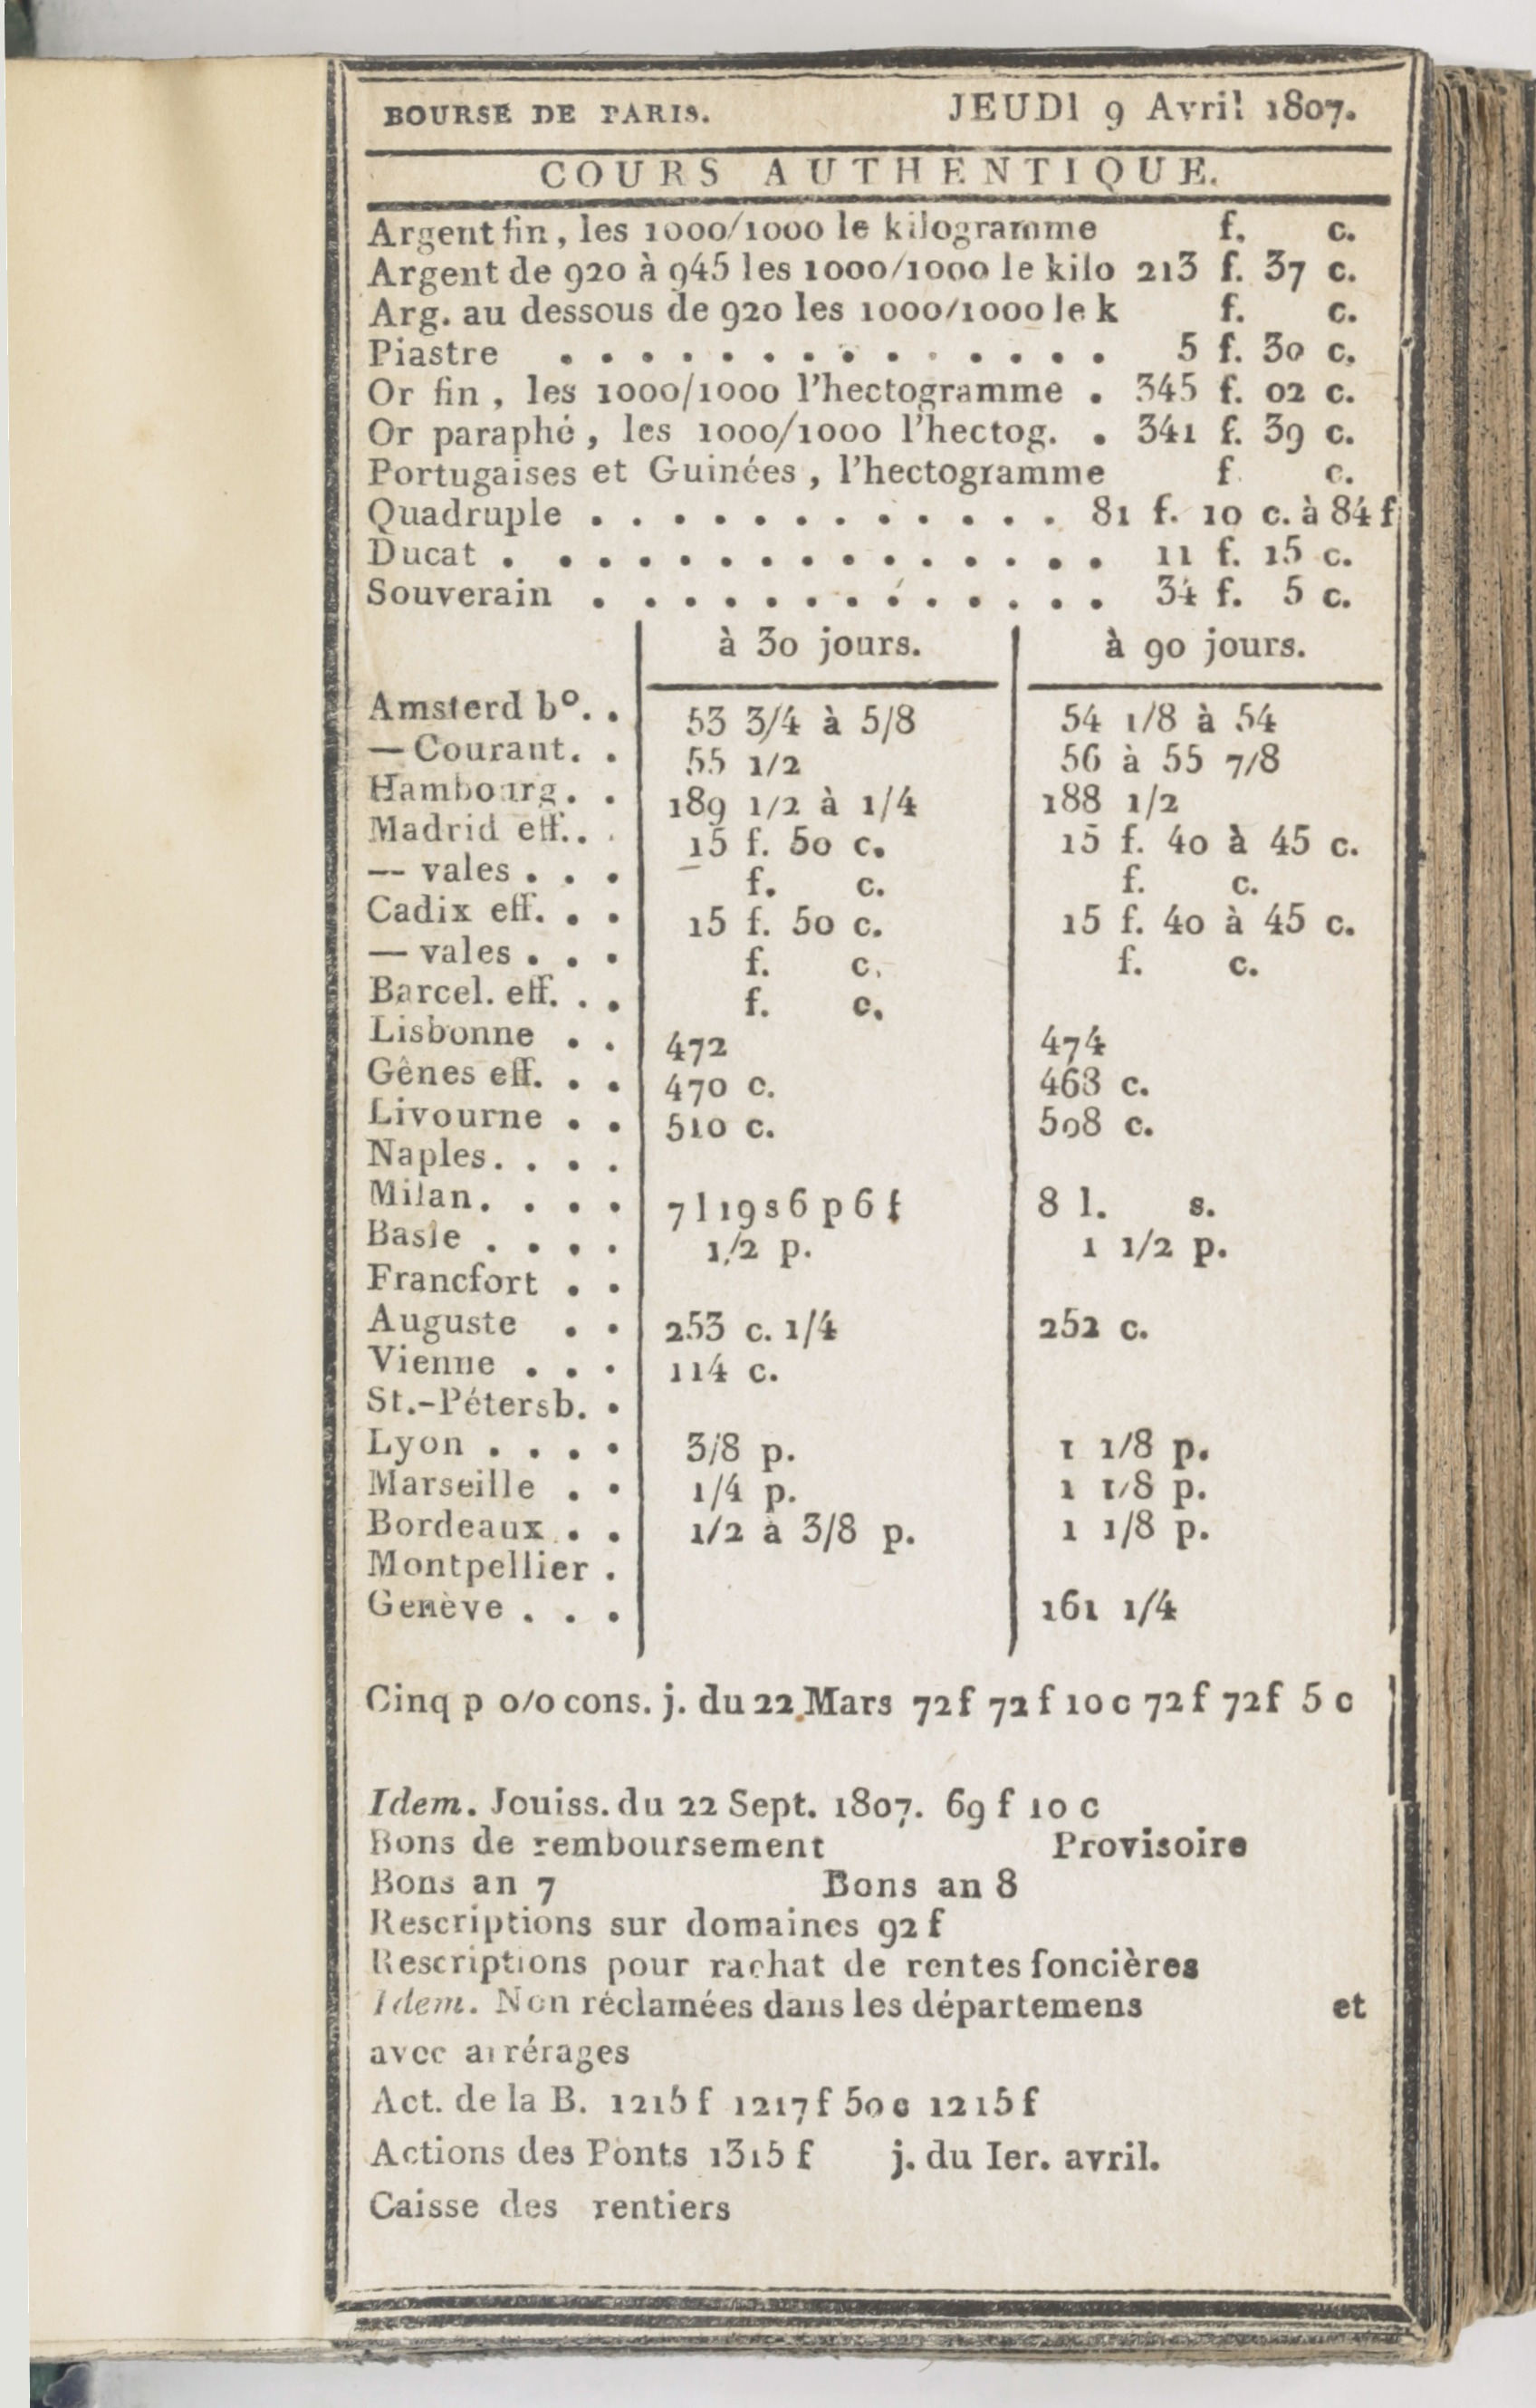 BOURSE DE PARIS. JEUDI 9 Avril 1807.
COURS AUTHENTIQUE.
Argent fin, les 1000/1000 le kilogramme f. c.
Argent de 920 à 945 les 1000/1000 le kilo 213 f. 37 c.
Arg. au dessous de 920 les 1000/1000 le k f. c.
Piastre . . . . . . . . . . . . . . . 5 f. 30 c.
Or fin, les 1000/1000 l'hectogramme . 345 f. 02 c.
Or paraphé, les 1000/1000 l'hectog. . 341 f. 39 c.
Portugaises et Guinées, l'hectogramme f. c.
Quadruple . . . . . . . . . . . . 81 f. 10 c. à 84 f
Ducat . . . . . . . . . . . . . . . . 11 f. 15 c.
Souverain . . . . . . . . . . . . . 34 f. 5 c.
à 30 jours. à 90 jours.
Amsterd b°. . 53 3/4 à 5/8 54 1/8 à 54
— Courant. . 55 1/2 56 à 55 7/8
Hambourg. . 189 1/2 à 1/4 188 1/2
Madrid eff.. . 15 f. 50 c. 15 f. 40 à 45 c.
— vales . . . f. c. f. c.
Cadix eff. . . 15 f. 50 c. 15 f. 40 à 45 c.
— vales . . . f. c. f. c.
Barcel. eff. . . f. c.
Lisbonne . . 472 474
Gênes eff. . . 470 c. 468 c.
Livourne . . 510 c. 508 c.
Naples. . . .
Milan. . . . 7 l 19 s 6 p 6 f 8 l. s.
Basle . . . . 1/2 p. 1 1/2 p.
Francfort . .
Auguste . . 253 c. 1/4 252 c.
Vienne . . . 114 c.
St.-Pétersb. .
Lyon . . . . 3/8 p. 1 1/8 p.
Marseille . . 1/4 p. 1 1/8 p.
Bordeaux . . 1/2 à 3/8 p. 1 1/8 p.
Montpellier .
Genève . . . 161 1/4
Cinq p 0/0 cons. j. du 22 Mars 72 f 72 f 10 c 72 f 72 f 5 c
Idem. Jouiss. du 22 Sept. 1807. 69 f 10 c
Bons de remboursement Provisoire
Bons an 7 Bons an 8
Rescriptions sur domaines 92 f
Rescriptions pour rachat de rentes foncières
Idem. Non réclamées dans les départemens et
avec arrérages
Act. de la B. 1215 f 1217 f 50 c 1215 f
Actions des Ponts 1315 f j. du Ier. avril.
Caisse des rentiers